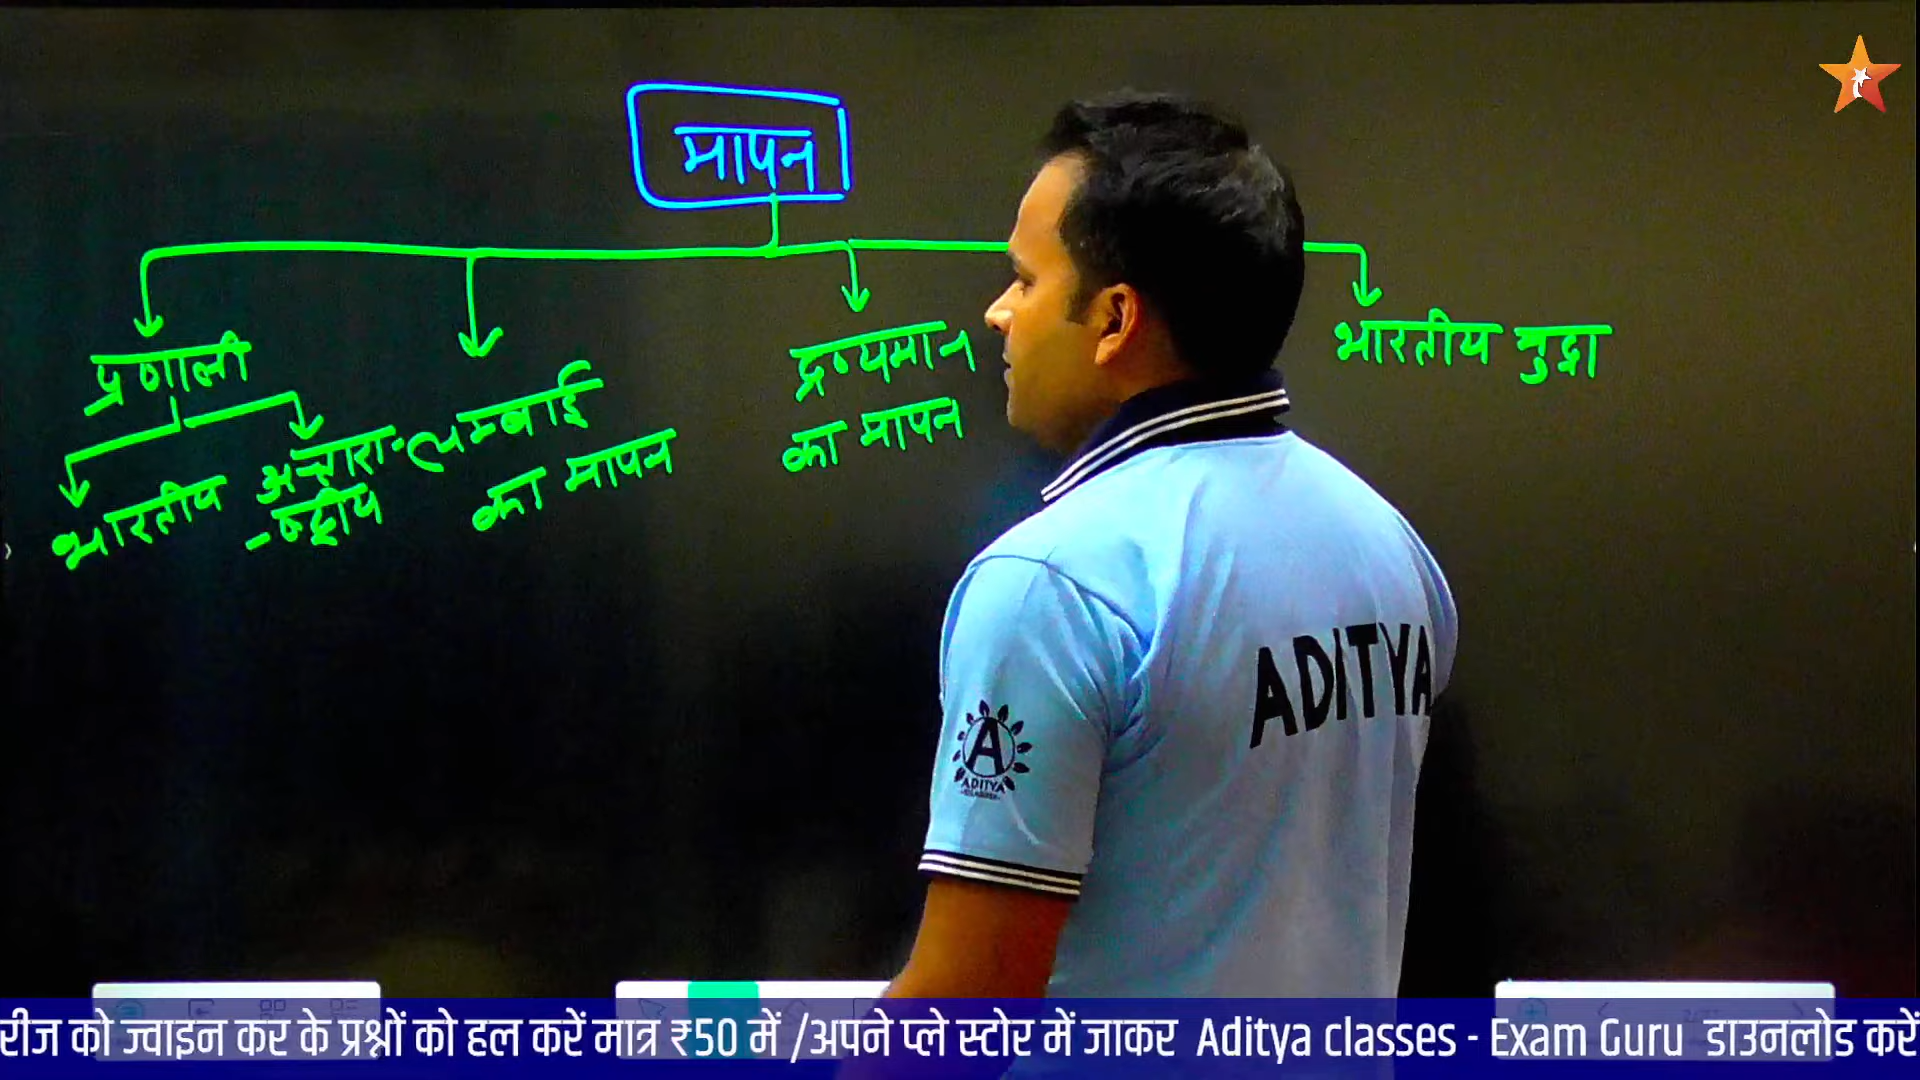 मापन
प्रणाली
भारतीय
अन्तारा-
-ष्ट्रीय
लम्बाई
का मापन
द्रव्यमान
का मापन
भारतीय मुद्रा
ADITYA
A
ADITYA
रीज को ज्वाइन कर के प्रश्नों को हल करें मात्र ₹50 में /अपने प्ले स्टोर में जाकर Aditya classes - Exam Guru डाउनलोड करें